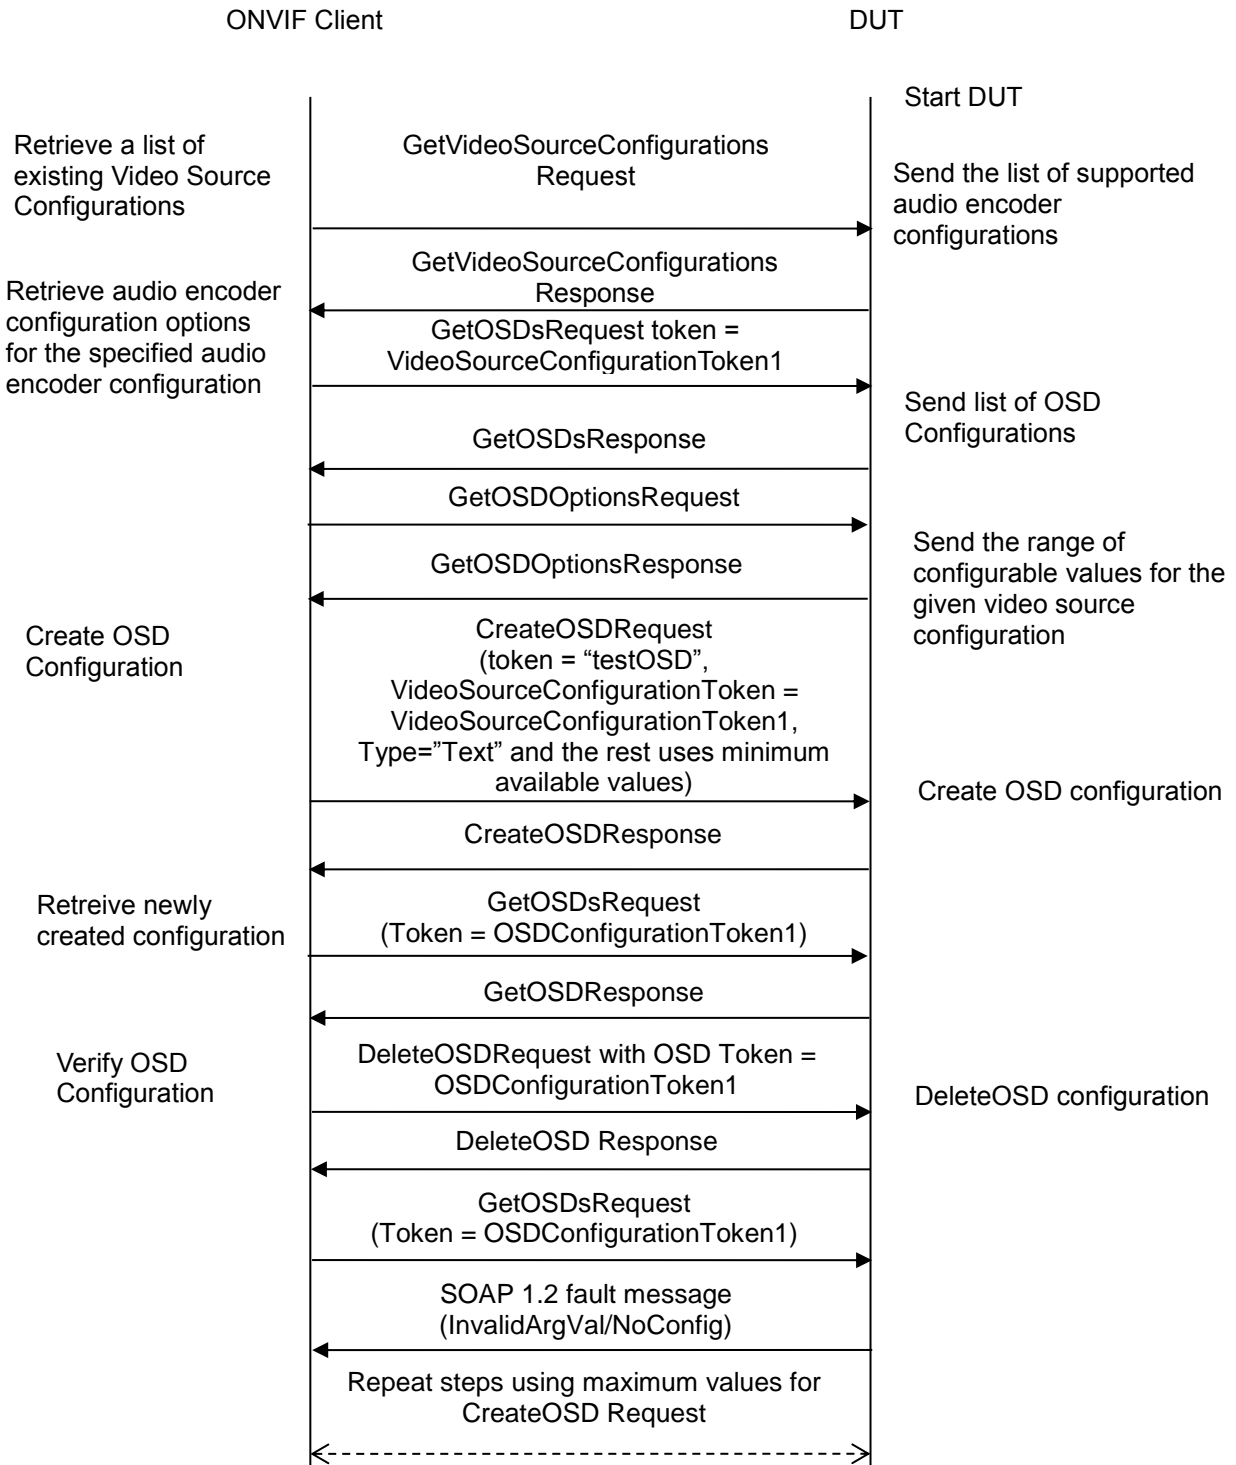 ONVIF Client
DUT
Start DUT
Retrieve a list of
existing Video Source
Configurations
GetVideoSourceConfigurations
Request
Send the list of supported
audio encoder
configurations
GetVideoSourceConfigurations
Response
Retrieve audio encoder
configuration options
for the specified audio
encoder configuration
GetOSDsRequest token =
VideoSourceConfigurationToken1
Send list of OSD
Configurations
GetOSDsResponse
GetOSDOptionsRequest
Send the range of
configurable values for the
given video source
configuration
GetOSDOptionsResponse
Create OSD
Configuration
CreateOSDRequest
(token = “testOSD”,
VideoSourceConfigurationToken =
VideoSourceConfigurationToken1,
Type=”Text” and the rest uses minimum
available values)
Create OSD configuration
CreateOSDResponse
Retreive newly
created configuration
GetOSDsRequest
(Token = OSDConfigurationToken1)
GetOSDResponse
Verify OSD
Configuration
DeleteOSDRequest with OSD Token =
OSDConfigurationToken1
DeleteOSD configuration
DeleteOSD Response
GetOSDsRequest
(Token = OSDConfigurationToken1)
SOAP 1.2 fault message
(InvalidArgVal/NoConfig)
Repeat steps using maximum values for
CreateOSD Request